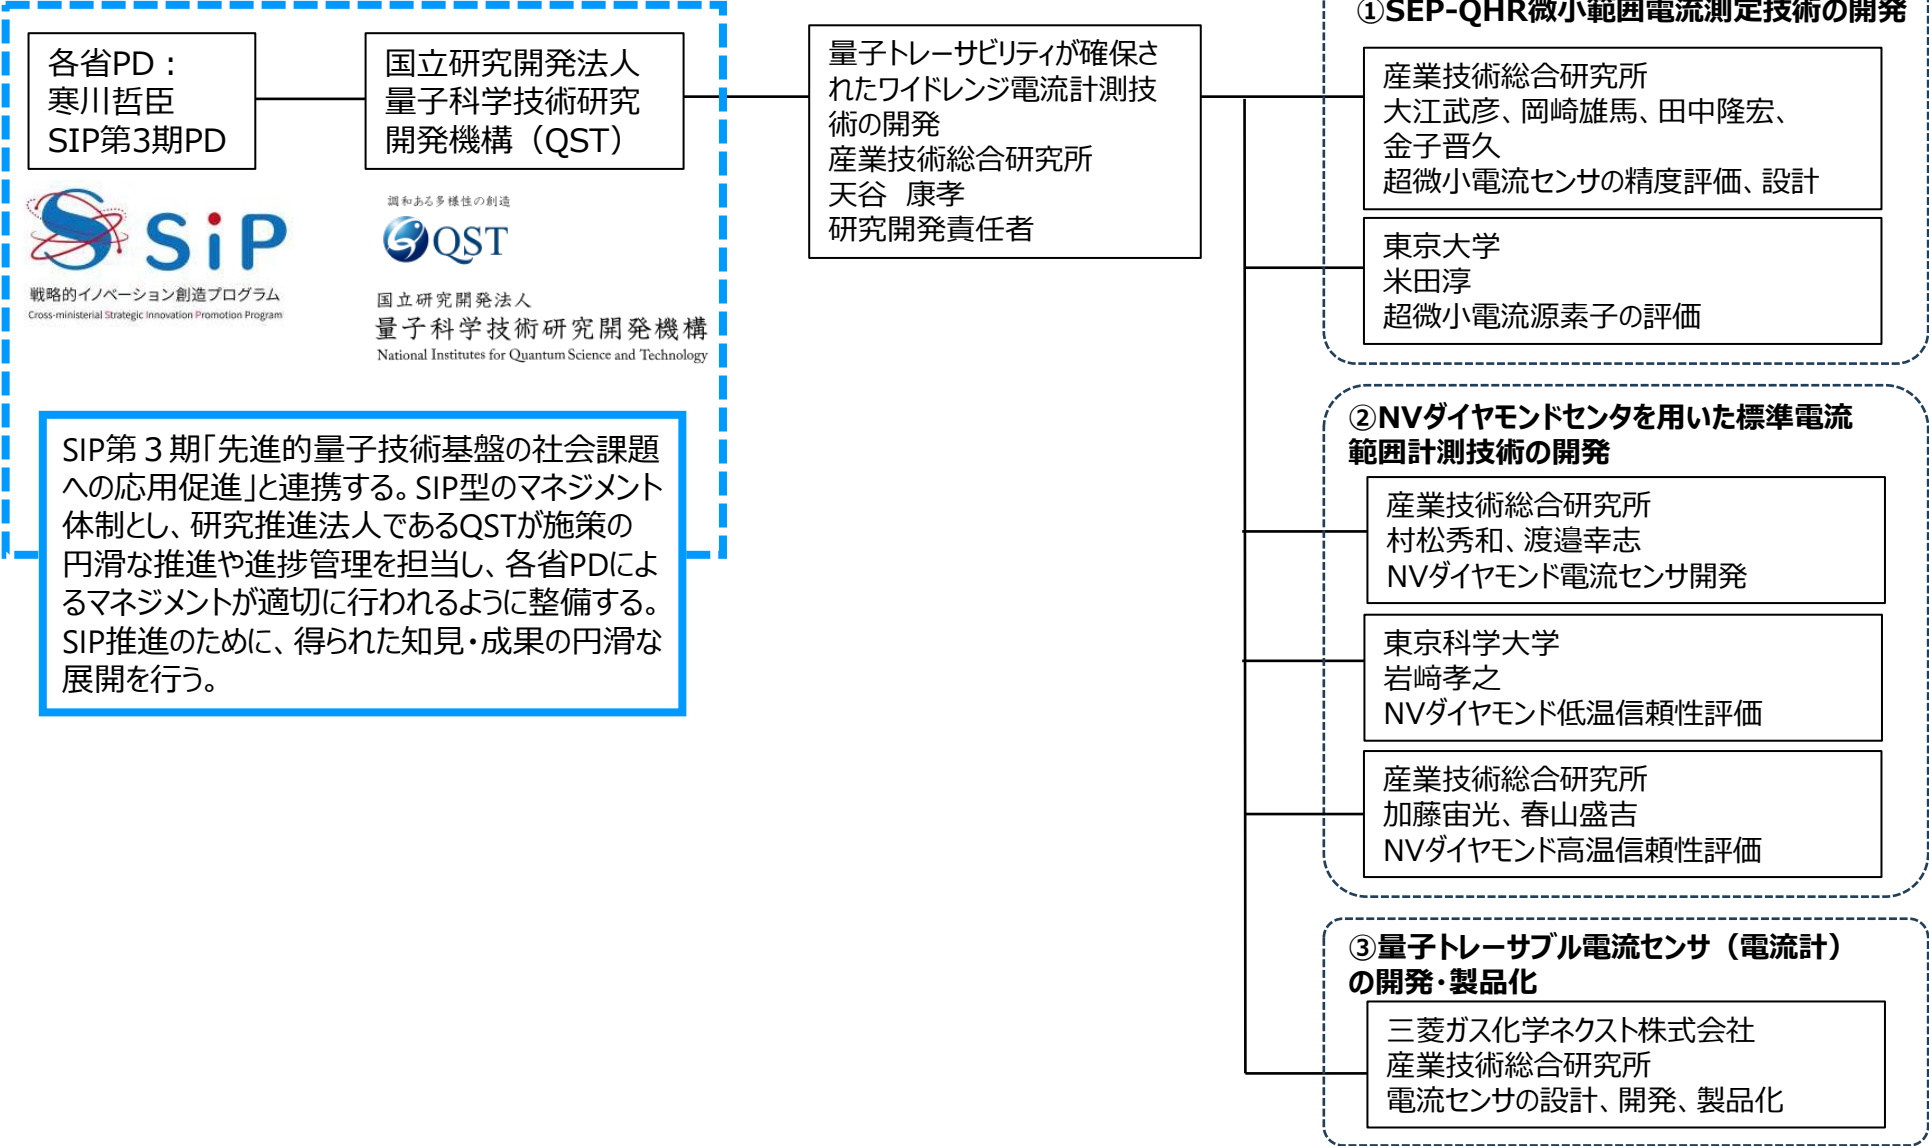 各省PD：
寒川哲臣
SIP第3期PD
国立研究開発法人
量子科学技術研究
開発機構（QST）
SiP
戦略的イノベーション創造プログラム
Cross-ministerial Strategic Innovation Promotion Program
調和ある多様性の創造
QST
国立研究開発法人
量子科学技術研究開発機構
National Institutes for Quantum Science and Technology
SIP第３期「先進的量子技術基盤の社会課題
への応用促進」と連携する。SIP型のマネジメント
体制とし、研究推進法人であるQSTが施策の
円滑な推進や進捗管理を担当し、各省PDによ
るマネジメントが適切に行われるように整備する。
SIP推進のために、得られた知見・成果の円滑な
展開を行う。
量子トレーサビリティが確保さ
れたワイドレンジ電流計測技
術の開発
産業技術総合研究所
天谷　康孝
研究開発責任者
①SEP-QHR微小範囲電流測定技術の開発
産業技術総合研究所
大江武彦、岡崎雄馬、田中隆宏、
金子晋久
超微小電流センサの精度評価、設計
東京大学
米田淳
超微小電流源素子の評価
②NVダイヤモンドセンタを用いた標準電流
範囲計測技術の開発
産業技術総合研究所
村松秀和、渡邉幸志
NVダイヤモンド電流センサ開発
東京科学大学
岩﨑孝之
NVダイヤモンド低温信頼性評価
産業技術総合研究所
加藤宙光、春山盛吉
NVダイヤモンド高温信頼性評価
③量子トレーサブル電流センサ（電流計）
の開発・製品化
三菱ガス化学ネクスト株式会社
産業技術総合研究所
電流センサの設計、開発、製品化